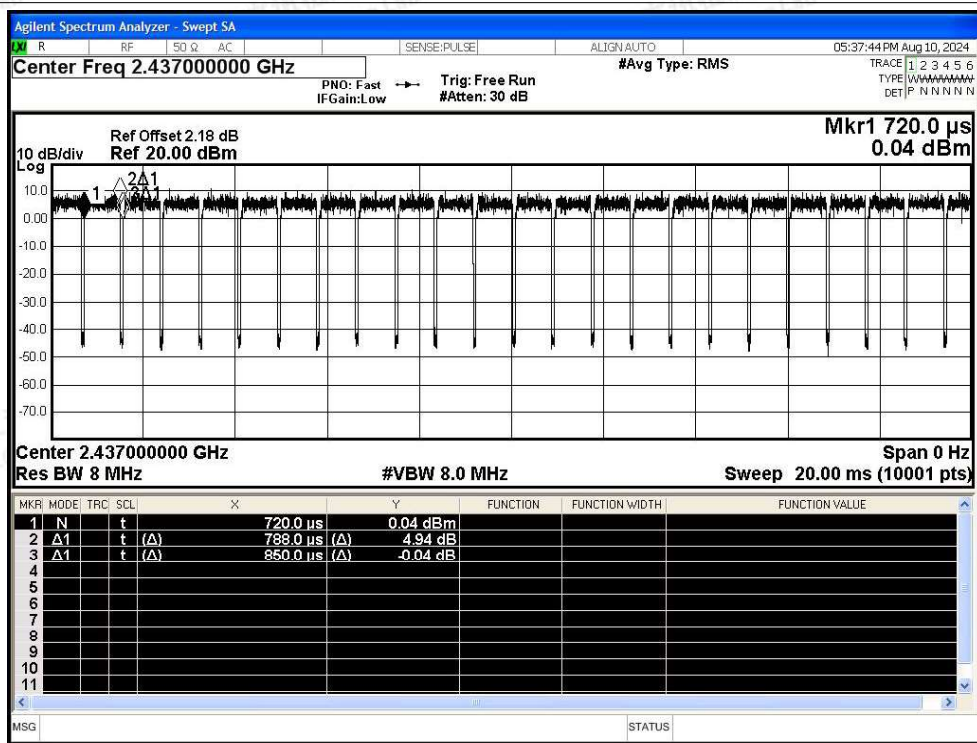 Agilent Spectrum Analyzer - Swept SA
LXI R RF 50 Ω AC SENSE:PULSE ALIGN AUTO 05:37:44 PM Aug 10, 2024
Center Freq 2.437000000 GHz
PNO: Fast
IFGain:Low
Trig: Free Run
#Atten: 30 dB
#Avg Type: RMS
TRACE 1 2 3 4 5 6
TYPE WWWWWW
DET P N N N N N
Mkr1 720.0 µs
0.04 dBm
Ref Offset 2.18 dB
10 dB/div Ref 20.00 dBm
Log
10.0
0.00
-10.0
-20.0
-30.0
-40.0
-50.0
-60.0
-70.0
1
2Δ1
3Δ1
Center 2.437000000 GHz Span 0 Hz
Res BW 8 MHz #VBW 8.0 MHz Sweep 20.00 ms (10001 pts)
MKR MODE TRC SCL X Y FUNCTION FUNCTION WIDTH FUNCTION VALUE
1 N t 720.0 µs 0.04 dBm
2 Δ1 t (Δ) 788.0 µs (Δ) 4.94 dB
3 Δ1 t (Δ) 850.0 µs (Δ) -0.04 dB
4
5
6
7
8
9
10
11
MSG STATUS